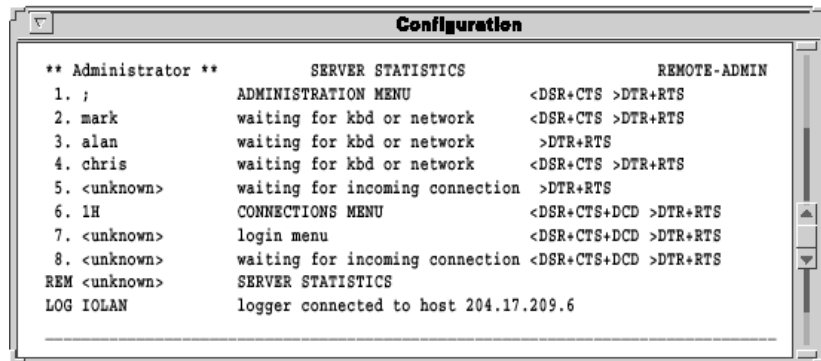 Configuration
** Administrator ** SERVER STATISTICS REMOTE-ADMIN
1. ; ADMINISTRATION MENU <DSR+CTS >DTR+RTS
2. mark waiting for kbd or network <DSR+CTS >DTR+RTS
3. alan waiting for kbd or network >DTR+RTS
4. chris waiting for kbd or network <DSR+CTS >DTR+RTS
5. <unknown> waiting for incoming connection >DTR+RTS
6. 1H CONNECTIONS MENU <DSR+CTS+DCD >DTR+RTS
7. <unknown> login menu <DSR+CTS+DCD >DTR+RTS
8. <unknown> waiting for incoming connection <DSR+CTS+DCD >DTR+RTS
REM <unknown> SERVER STATISTICS
LOG IOLAN logger connected to host 204.17.209.6